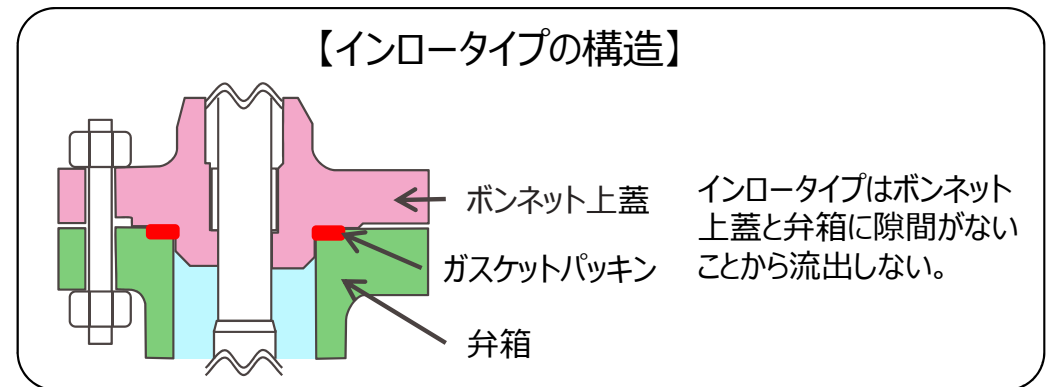 【インロータイプの構造】
ボンネット上蓋
ガスケットパッキン
弁箱
インロータイプはボンネット
上蓋と弁箱に隙間がない
ことから流出しない。